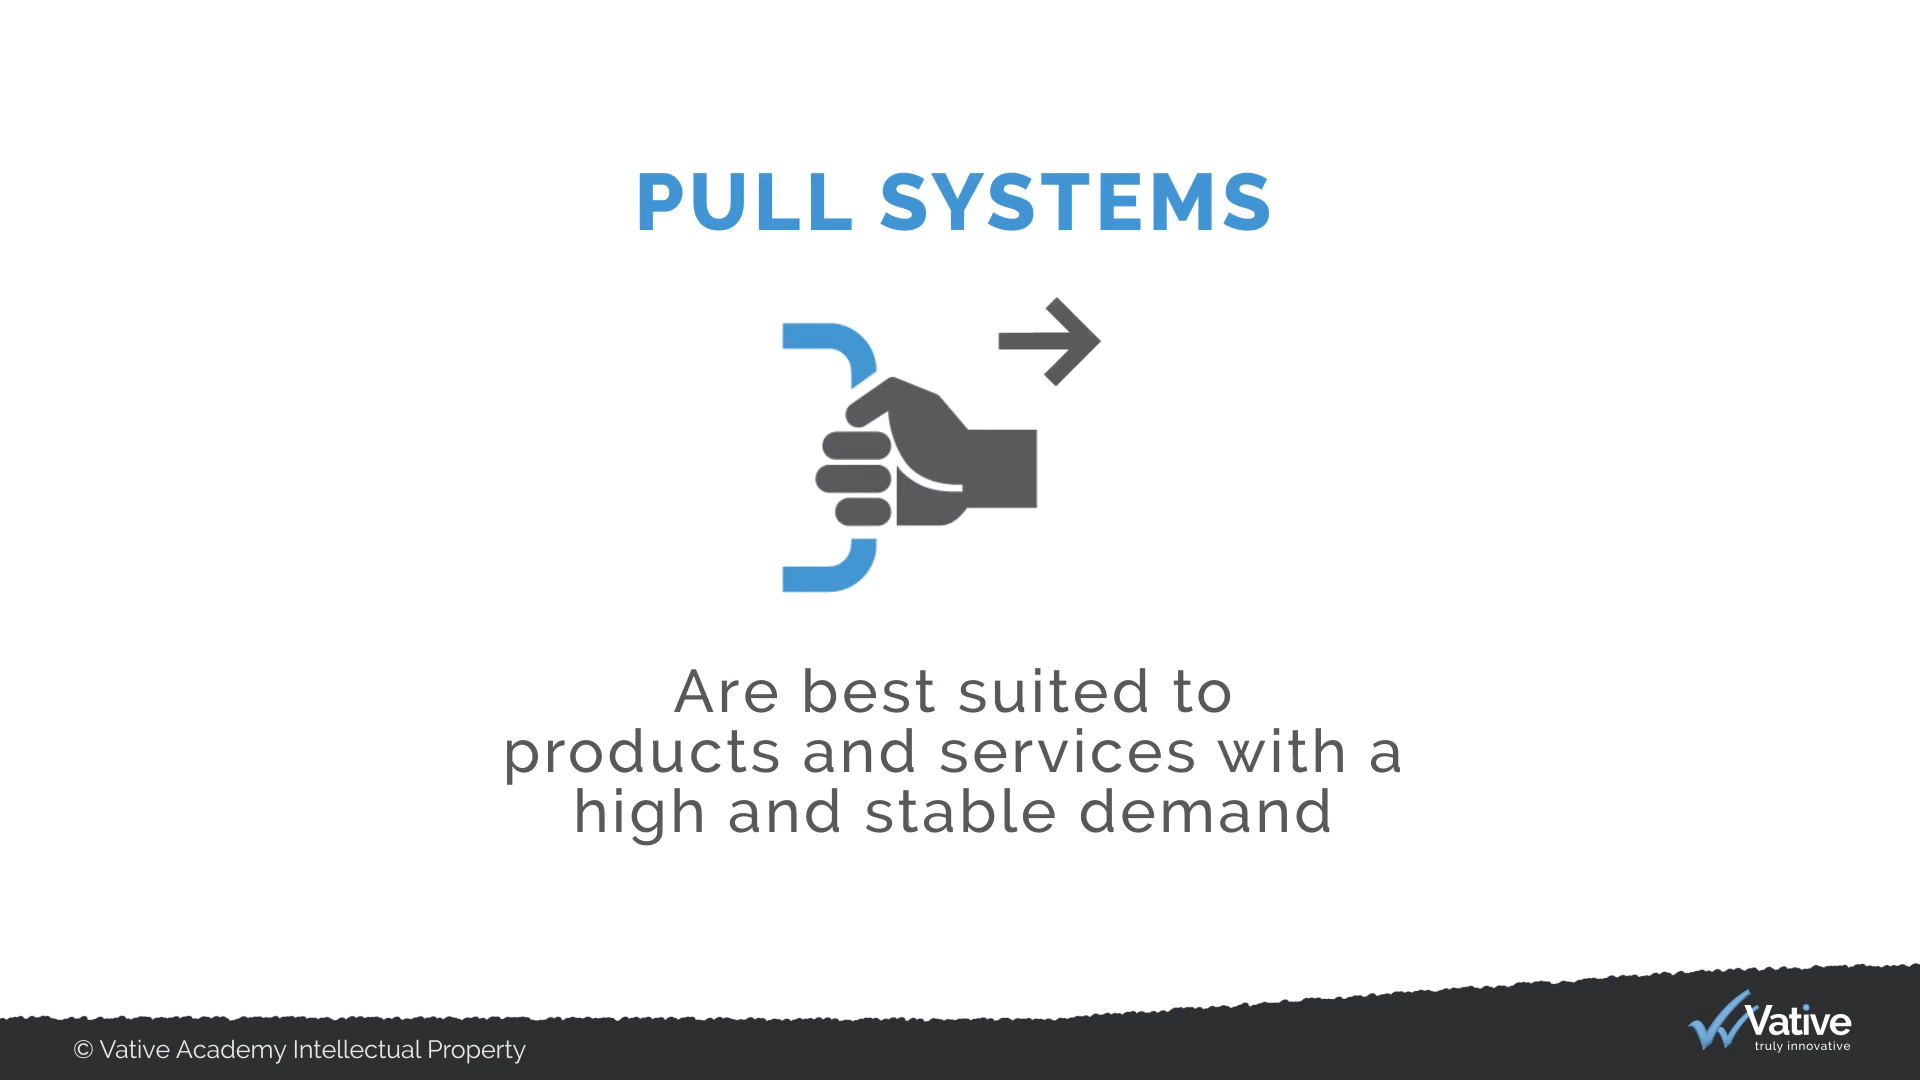 PULL SYSTEMS
Are best suited to
products and services with a
high and stable demand
© Vative Academy Intellectual Property
Vative
truly innovative